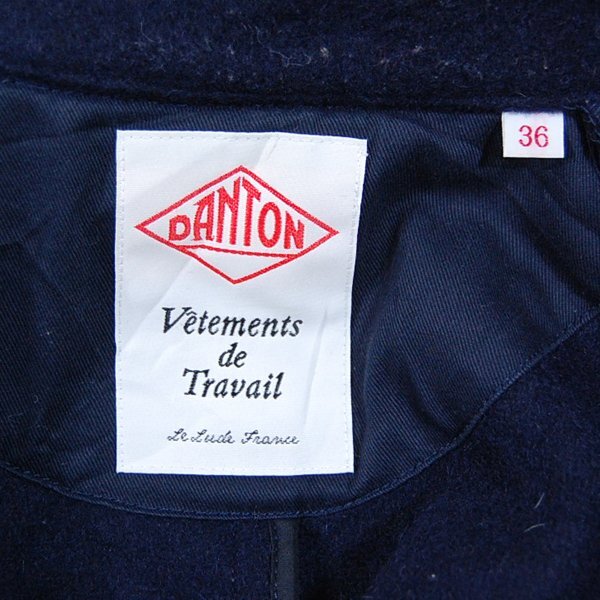 DANTON
Vêtements
de
Travail
Le Lude France
36